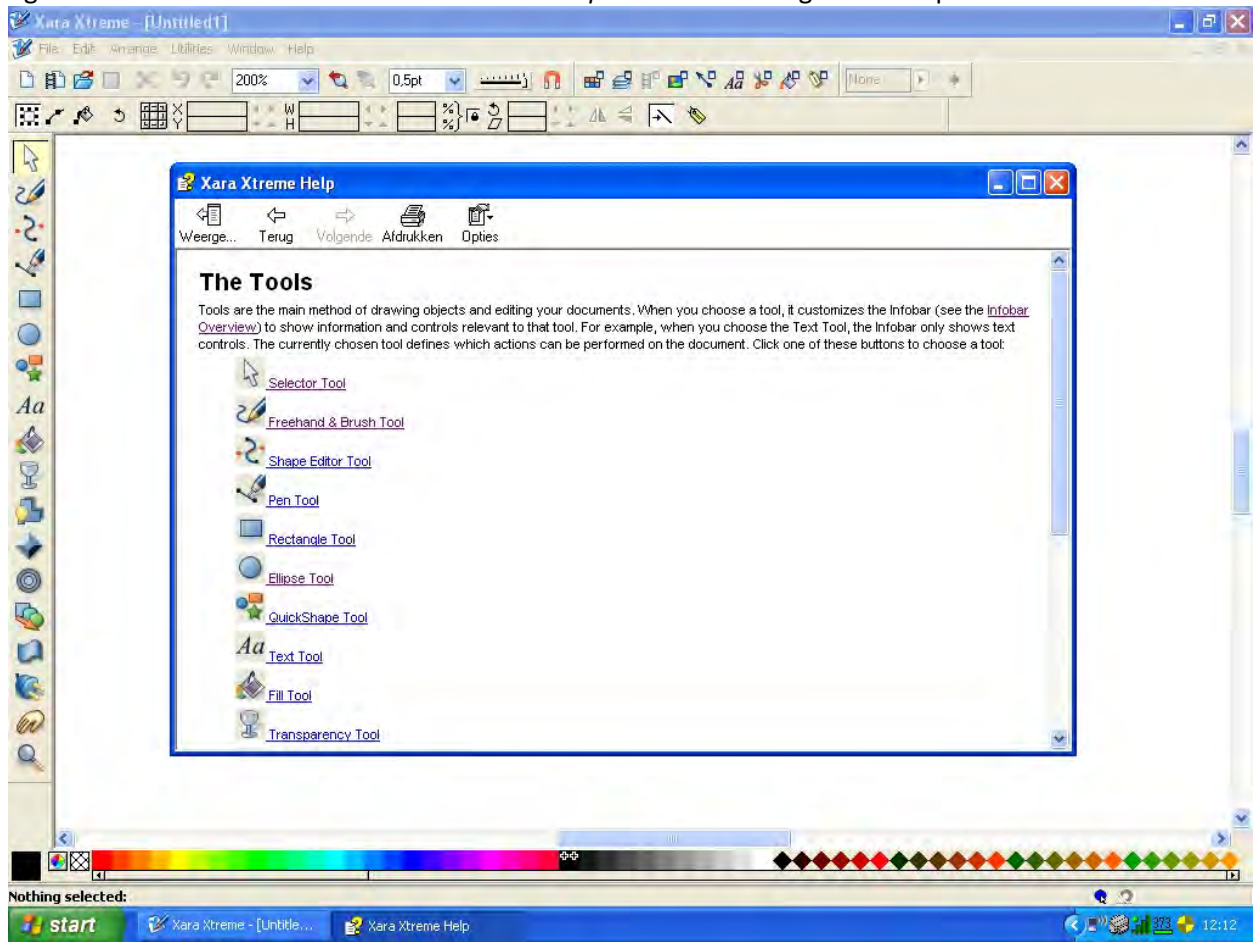 Xara Xtreme - [Untitled1]
File Edit Arrange Utilities Window Help
200% 0,5pt None
X Y W H % %
Xara Xtreme Help
Weerge... Terug Volgende Afdrukken Opties
The Tools
Tools are the main method of drawing objects and editing your documents. When you choose a tool, it customizes the Infobar (see the Infobar
Overview) to show information and controls relevant to that tool. For example, when you choose the Text Tool, the Infobar only shows text
controls. The currently chosen tool defines which actions can be performed on the document. Click one of these buttons to choose a tool:
Selector Tool
Freehand & Brush Tool
Shape Editor Tool
Pen Tool
Rectangle Tool
Ellipse Tool
QuickShape Tool
Aa Text Tool
Fill Tool
Transparency Tool
Aa
Nothing selected:
start Xara Xtreme - [Untitle... Xara Xtreme Help 373 12:12